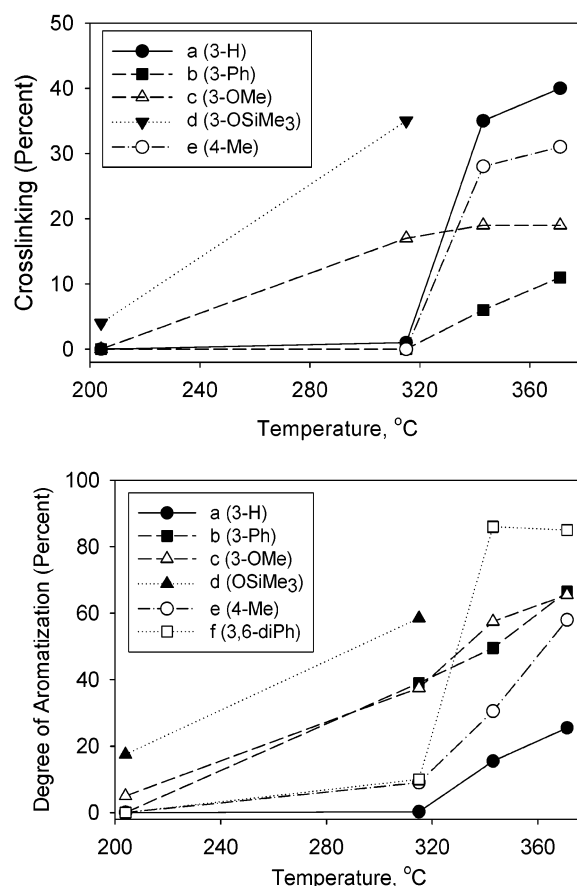 50
40
30
20
10
0
Crosslinking (Percent)
a (3-H)
b (3-Ph)
c (3-OMe)
d (3-OSiMe3)
e (4-Me)
200 240 280 320 360
Temperature, °C
100
80
60
40
20
0
Degree of Aromatization (Percent)
a (3-H)
b (3-Ph)
c (3-OMe)
d (OSiMe3)
e (4-Me)
f (3,6-diPh)
200 240 280 320 360
Temperature, °C